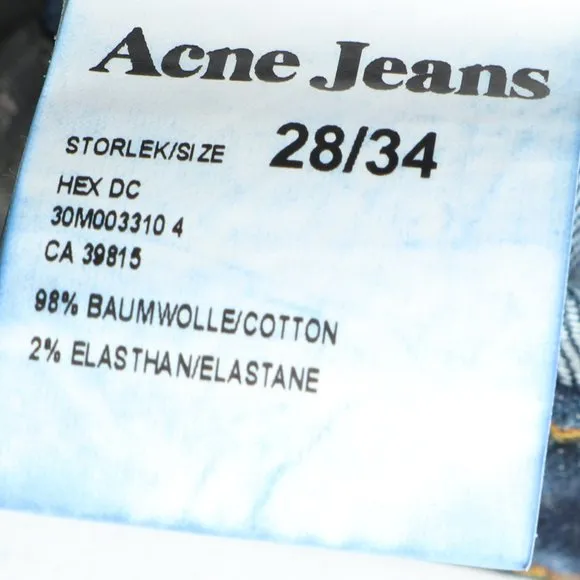 Acne Jeans
STORLEK/SIZE 28/34
HEX DC
30M003310 4
CA 39815
98% BAUMWOLLE/COTTON
2% ELASTHAN/ELASTANE